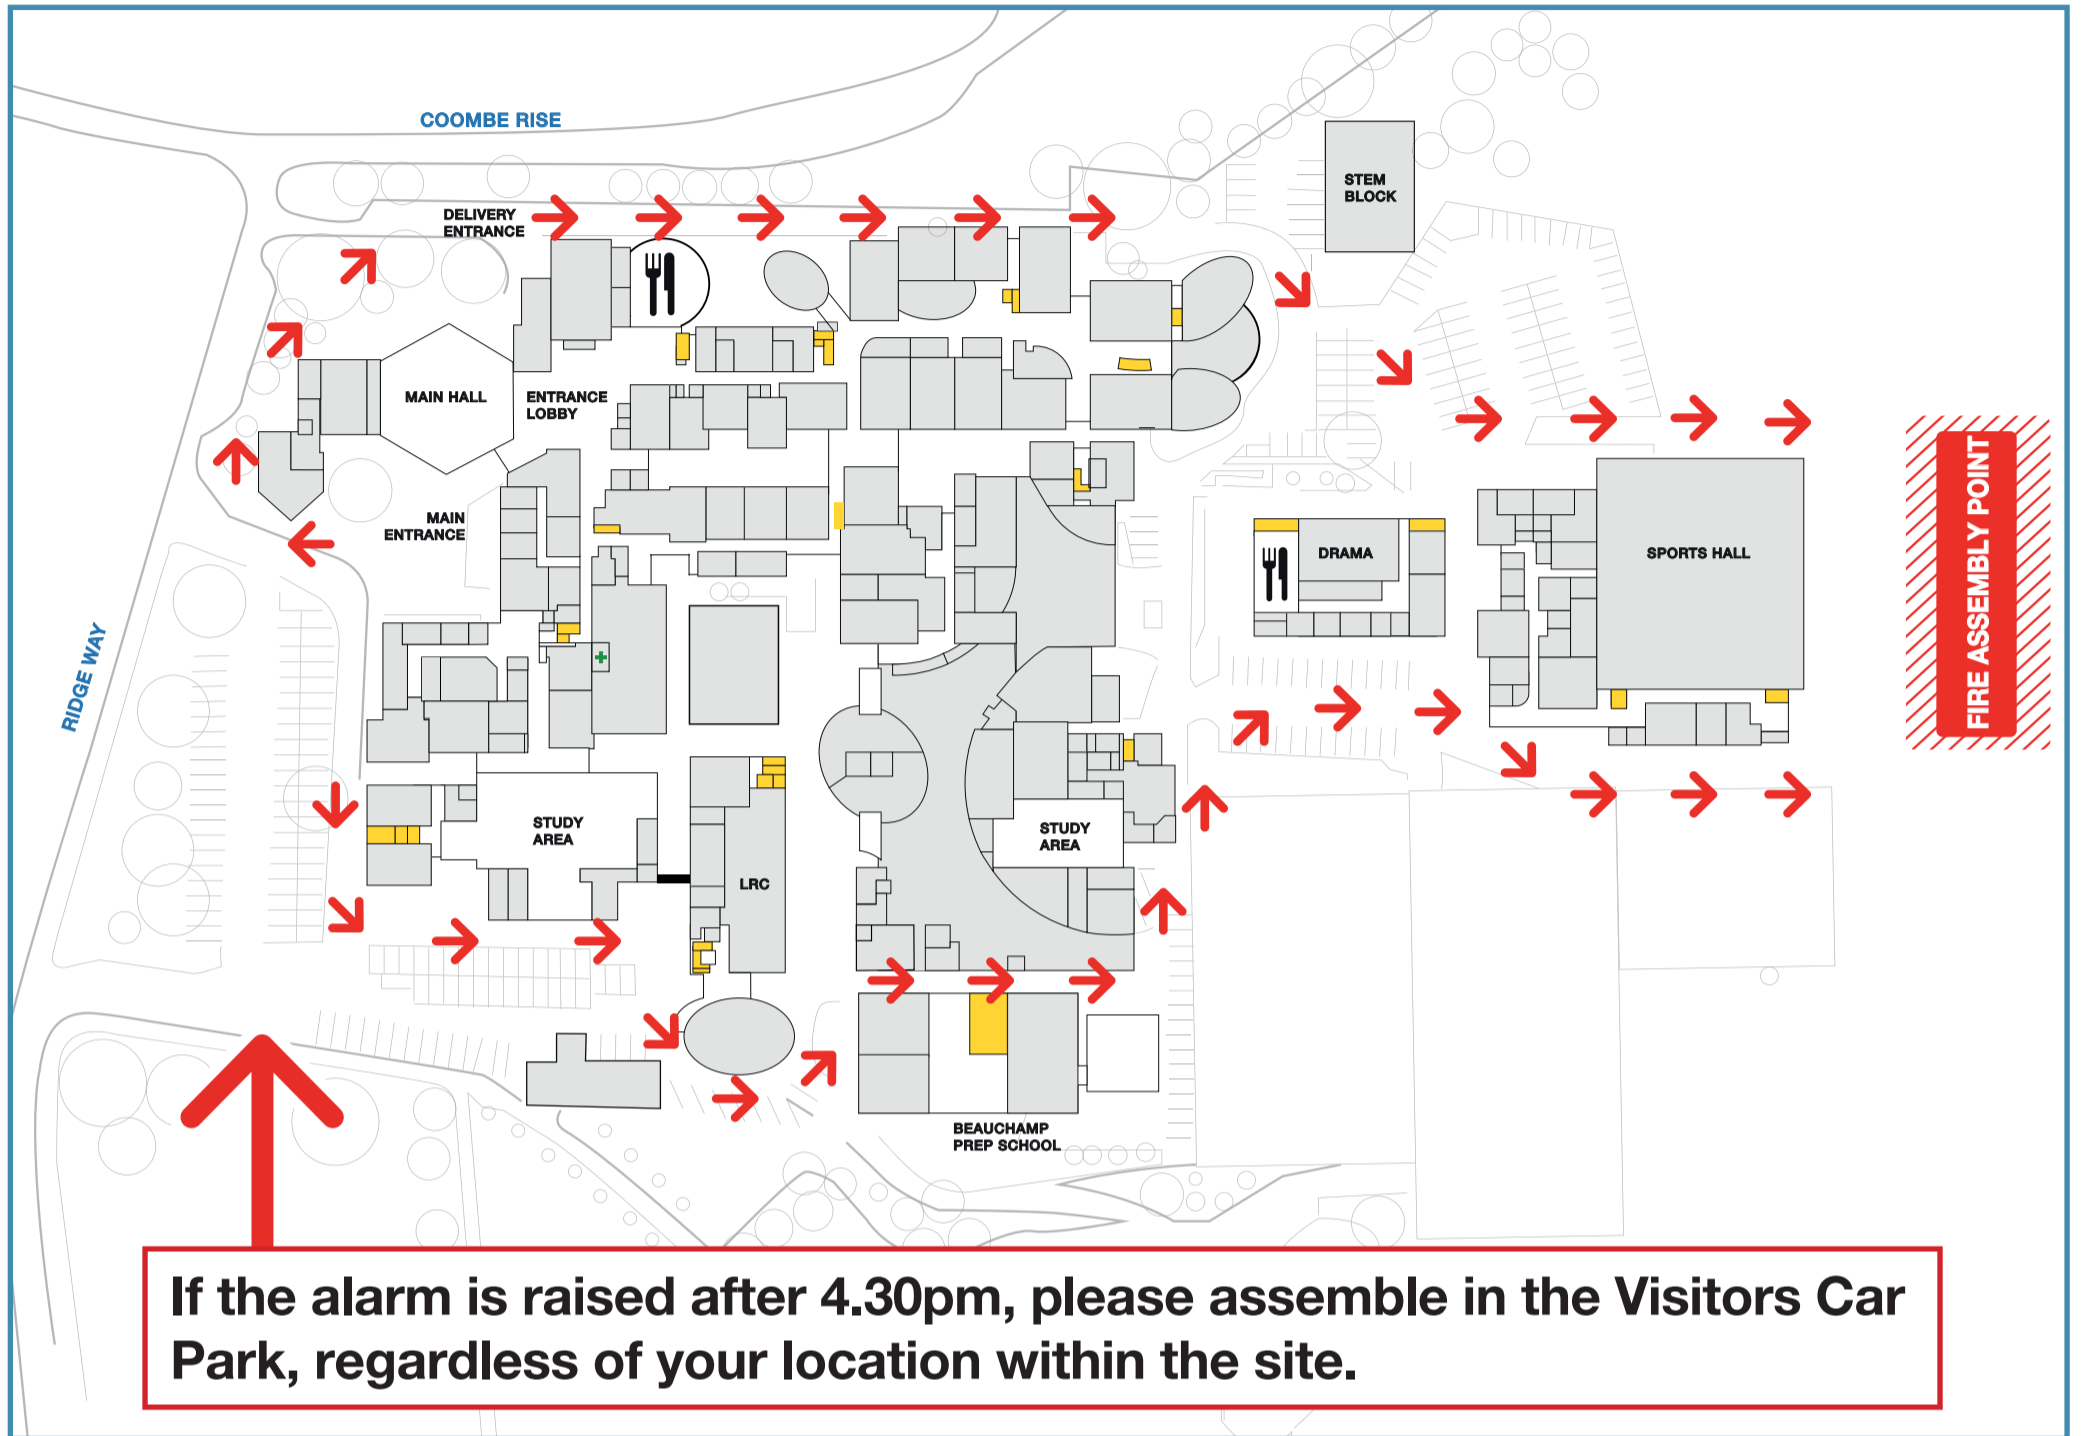 COOMBE RISE
STEM
BLOCK
DELIVERY
ENTRANCE
MAIN HALL
ENTRANCE
LOBBY
MAIN
ENTRANCE
DRAMA
SPORTS HALL
FIRE ASSEMBLY POINT
RIDGE WAY
STUDY
AREA
STUDY
AREA
LRC
BEAUCHAMP
PREP SCHOOL
If the alarm is raised after 4.30pm, please assemble in the Visitors Car
Park, regardless of your location within the site.